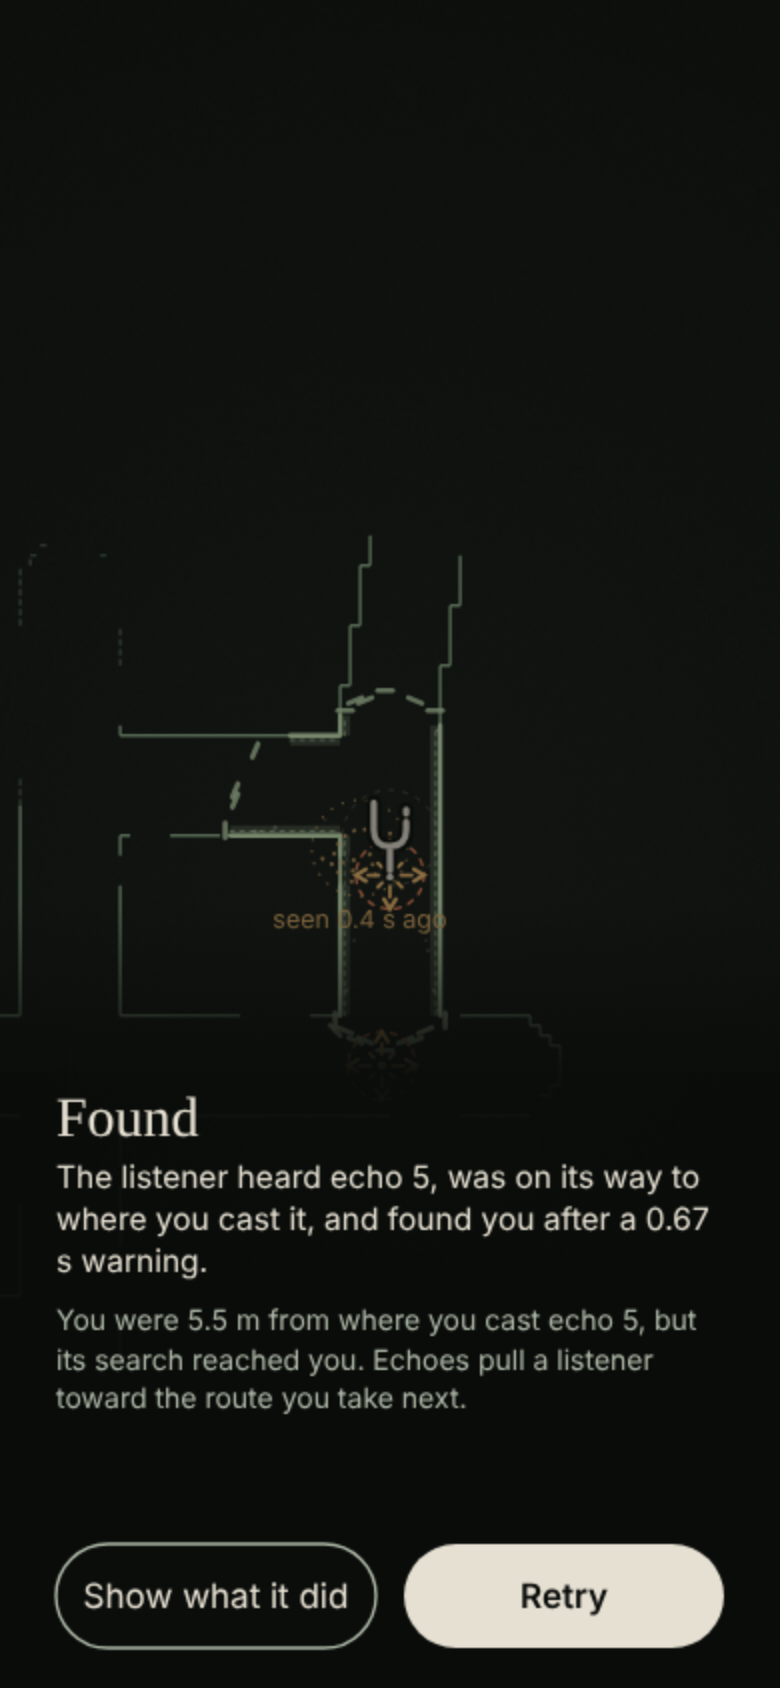 seen 0.4 s ago
Found
The listener heard echo 5, was on its way to
where you cast it, and found you after a 0.67
s warning.
You were 5.5 m from where you cast echo 5, but
its search reached you. Echoes pull a listener
toward the route you take next.
Show what it did
Retry